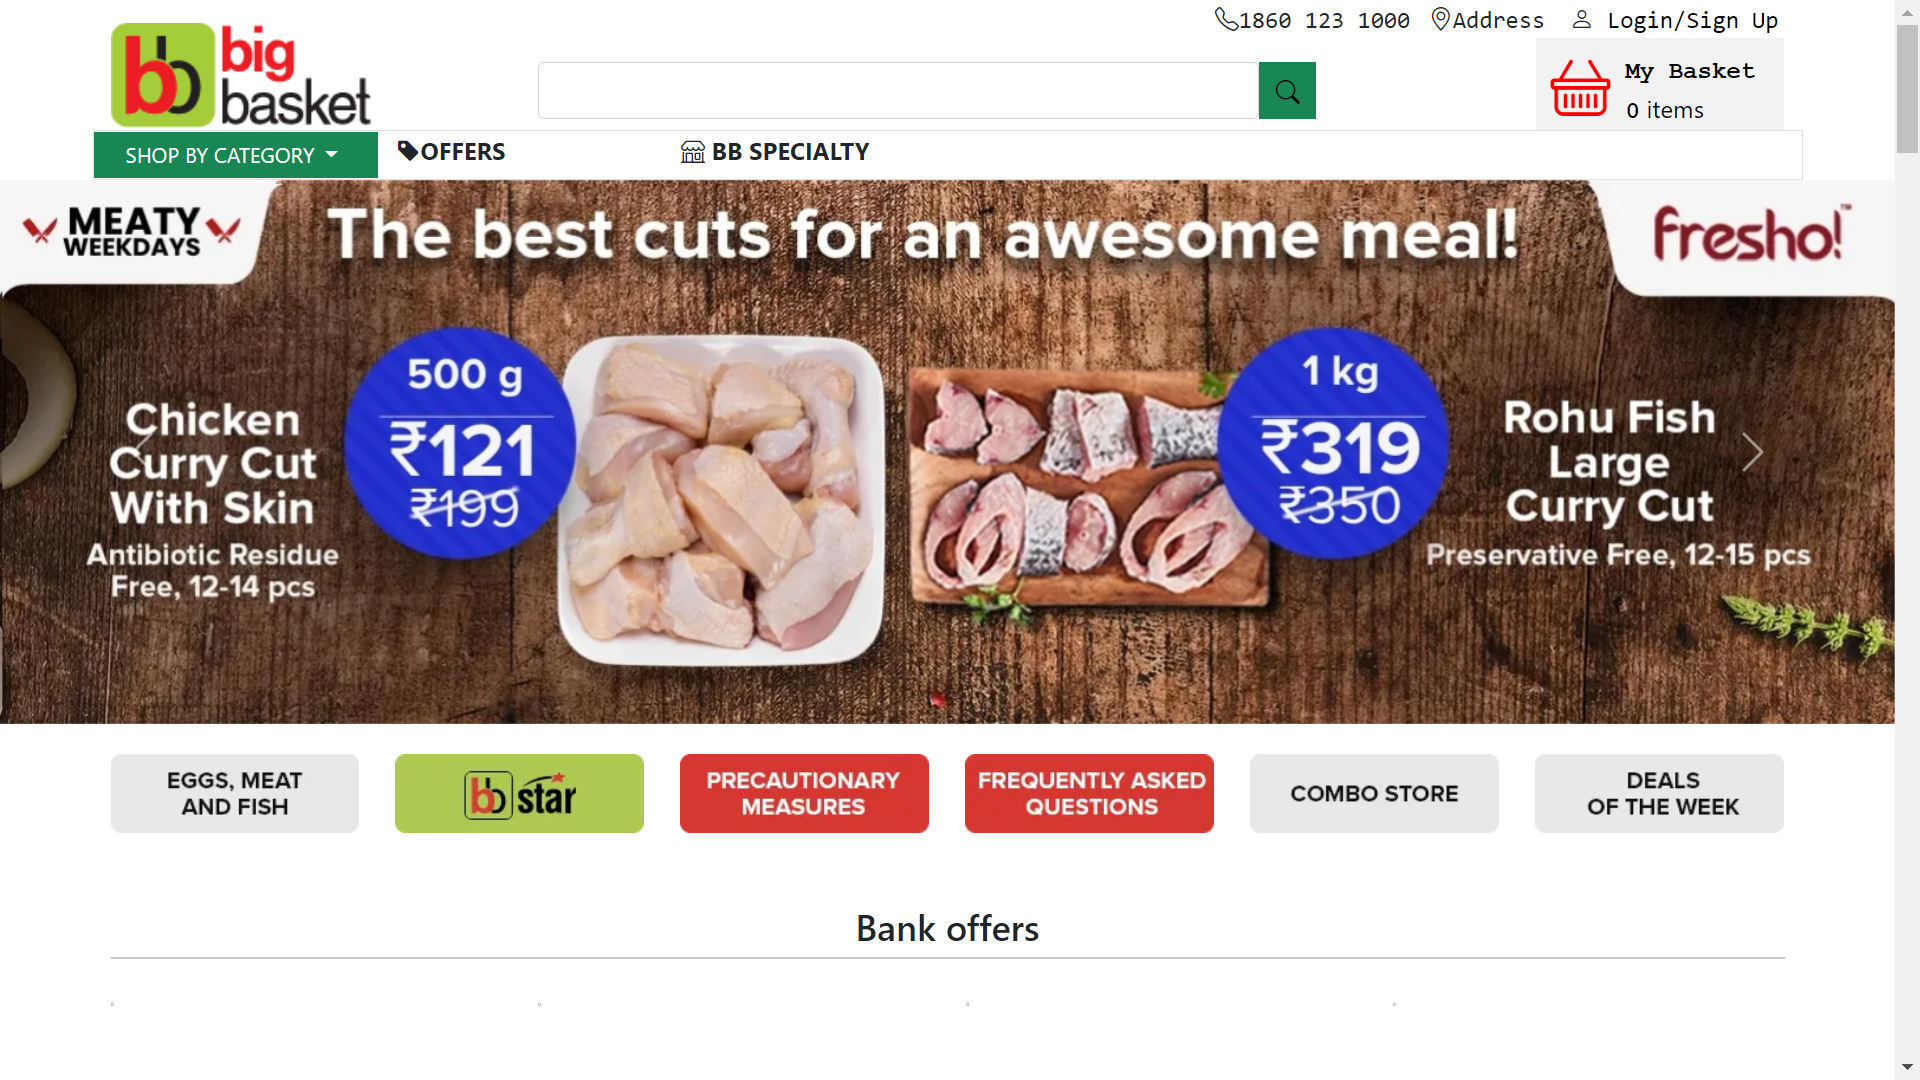 1860 123 1000 Address Login/Sign Up
bb big
basket
My Basket
0 items
SHOP BY CATEGORY
OFFERS
BB SPECIALTY
MEATY
WEEKDAYS
The best cuts for an awesome meal!
fresho!™
Chicken
Curry Cut
With Skin
Antibiotic Residue
Free, 12-14 pcs
500 g
₹121
₹199
1 kg
₹319
₹350
Rohu Fish
Large
Curry Cut
Preservative Free, 12-15 pcs
EGGS, MEAT
AND FISH
bb star
PRECAUTIONARY
MEASURES
FREQUENTLY ASKED
QUESTIONS
COMBO STORE
DEALS
OF THE WEEK
Bank offers